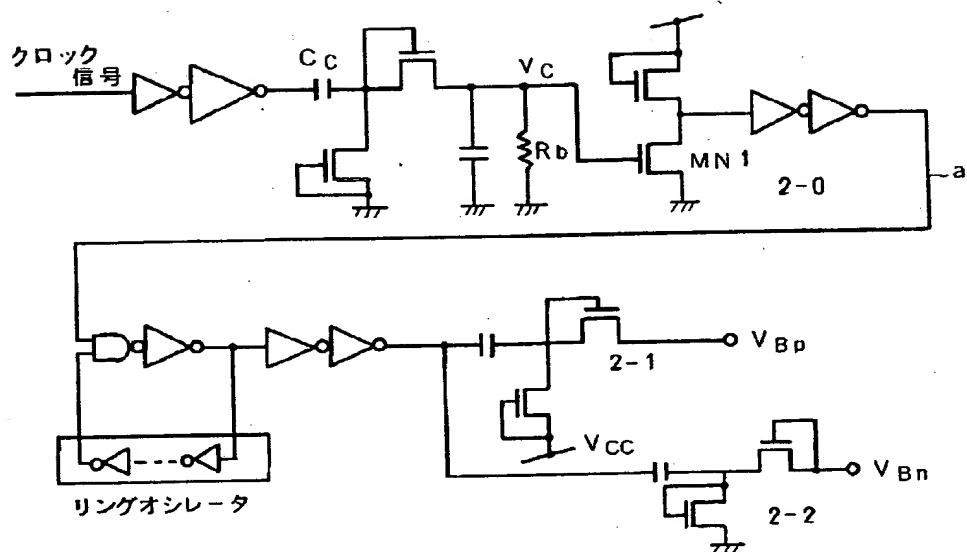 クロック
信号
CC
VC
Rb
MN1
2-0
a
2-1
VBp
VCC
リングオシレータ
2-2
VBn